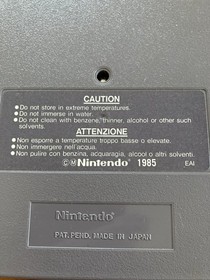 CAUTION
●Do not store in extreme temperatures.
●Do not immerse in water.
●Do not clean with benzene, thinner, alcohol or other such
solvents.
ATTENZIONE
●Non esporre a temperature troppo basse o elevate.
●Non immergere nell'acqua.
●Non pulire con benzina, acquaragia, alcol o altri solventi.
©Ⓜ Nintendo® 1985 EAI
Nintendo®
PAT. PEND. MADE IN JAPAN